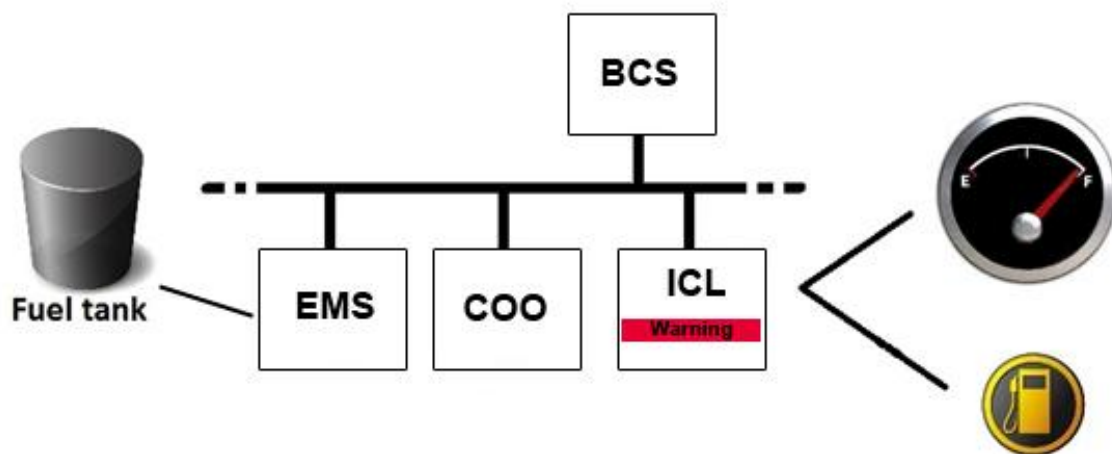 BCS
Fuel tank
EMS
COO
ICL
Warning
E
F